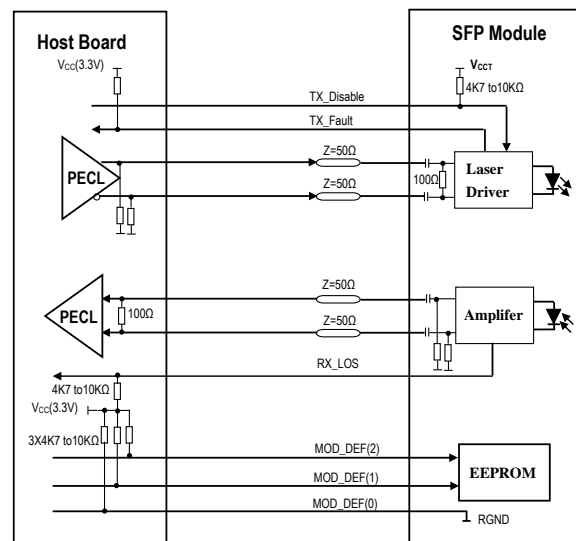 Host Board
SFP Module
VCC(3.3V)
VCCT
4K7 to10KΩ
TX_Disable
TX_Fault
Z=50Ω
PECL
Z=50Ω
100Ω
Laser
Driver
Z=50Ω
PECL
100Ω
Z=50Ω
Amplifer
RX_LOS
4K7 to10KΩ
VCC(3.3V)
3X4K7 to10KΩ
MOD_DEF(2)
MOD_DEF(1)
EEPROM
MOD_DEF(0)
RGND